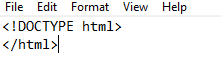 File Edit Format View Help
<!DOCTYPE html>
</html>